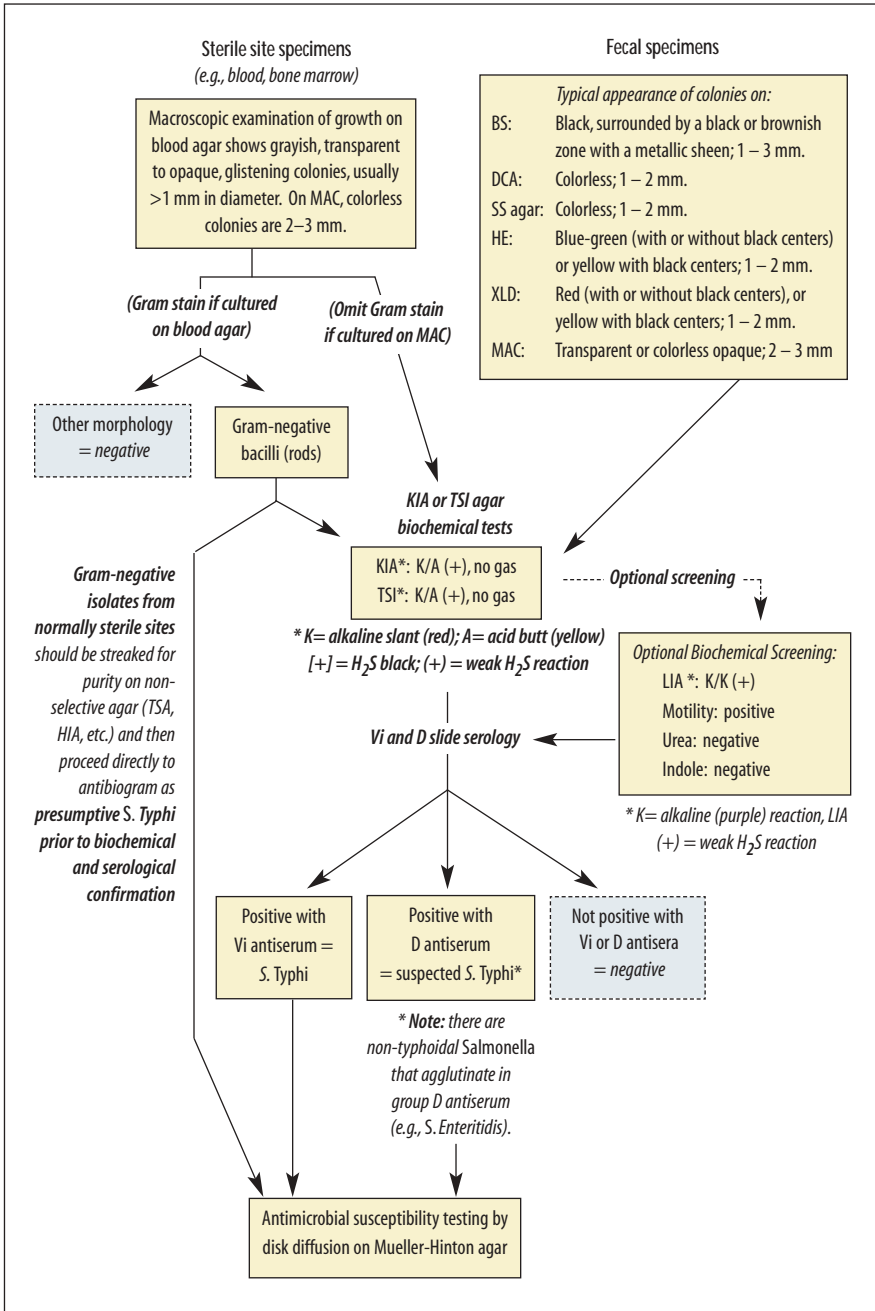 Sterile site specimens
(e.g., blood, bone marrow)
Macroscopic examination of growth on
blood agar shows grayish, transparent
to opaque, glistening colonies, usually
>1 mm in diameter. On MAC, colorless
colonies are 2–3 mm.
Fecal specimens
Typical appearance of colonies on:
BS: Black, surrounded by a black or brownish
zone with a metallic sheen; 1 – 3 mm.
DCA: Colorless; 1 – 2 mm.
SS agar: Colorless; 1 – 2 mm.
HE: Blue-green (with or without black centers)
or yellow with black centers; 1 – 2 mm.
XLD: Red (with or without black centers), or
yellow with black centers; 1 – 2 mm.
MAC: Transparent or colorless opaque; 2 – 3 mm
(Gram stain if cultured
on blood agar)
(Omit Gram stain
if cultured on MAC)
Other morphology
= negative
Gram-negative
bacilli (rods)
KIA or TSI agar
biochemical tests
KIA*: K/A (+), no gas
TSI*: K/A (+), no gas
* K= alkaline slant (red); A= acid butt (yellow)
[+] = H2S black; (+) = weak H2S reaction
Optional screening
Optional Biochemical Screening:
LIA *: K/K (+)
Motility: positive
Urea: negative
Indole: negative
* K= alkaline (purple) reaction, LIA
(+) = weak H2S reaction
Gram-negative
isolates from
normally sterile sites
should be streaked for
purity on non-
selective agar (TSA,
HIA, etc.) and then
proceed directly to
antibiogram as
presumptive S. Typhi
prior to biochemical
and serological
confirmation
Vi and D slide serology
Positive with
Vi antiserum =
S. Typhi
Positive with
D antiserum
= suspected S. Typhi*
Not positive with
Vi or D antisera
= negative
* Note: there are
non-typhoidal Salmonella
that agglutinate in
group D antiserum
(e.g., S. Enteritidis).
Antimicrobial susceptibility testing by
disk diffusion on Mueller-Hinton agar